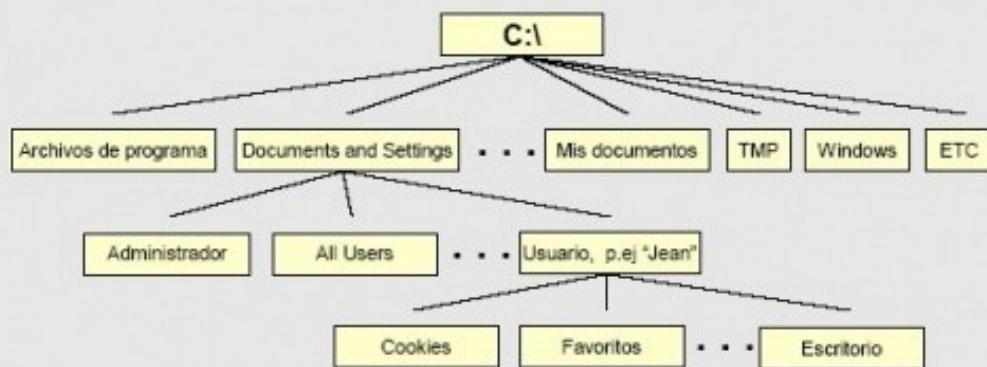 C:\
Archivos de programa Documents and Settings . . . Mis documentos TMP Windows ETC
Administrador All Users . . . Usuario, p.ej "Jean"
Cookies Favoritos . . . Escritorio